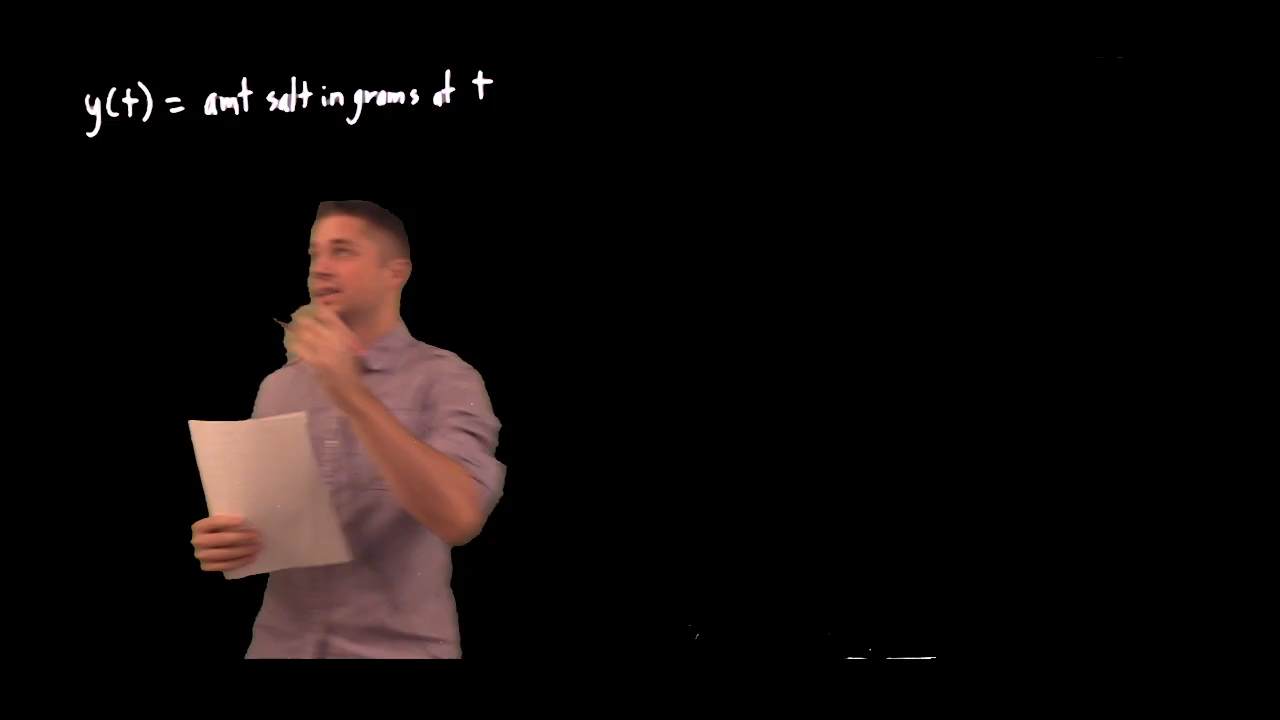 y(t) = amt salt in grams at t